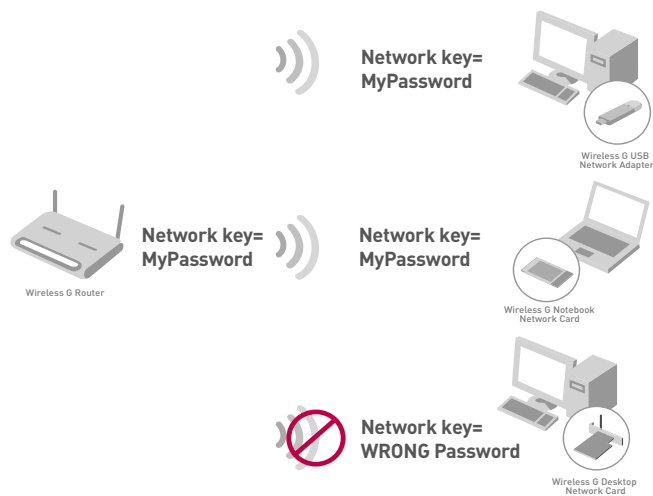 Network key=
MyPassword
Wireless G USB
Network Adapter
Wireless G Router
Network key=
MyPassword
Network key=
MyPassword
Wireless G Notebook
Network Card
Network key=
WRONG Password
Wireless G Desktop
Network Card